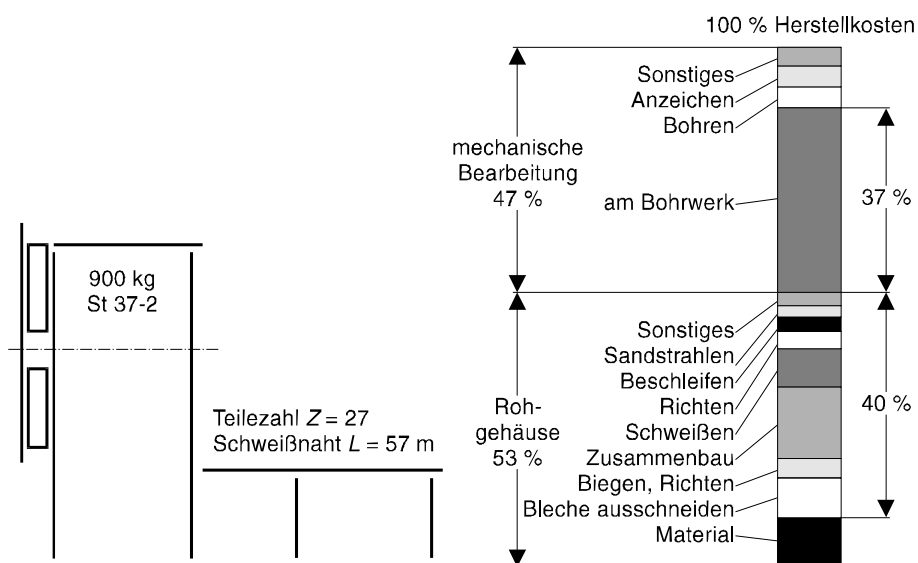 100 % Herstellkosten
Sonstiges
Anzeichen
Bohren
mechanische
Bearbeitung
47 %
am Bohrwerk
37 %
900 kg
St 37-2
Sonstiges
Sandstrahlen
Beschleifen
Richten
Schweißen
Zusammenbau
Biegen, Richten
Bleche ausschneiden
Material
40 %
Roh-
gehäuse
53 %
Teilezahl Z = 27
Schweißnaht L = 57 m